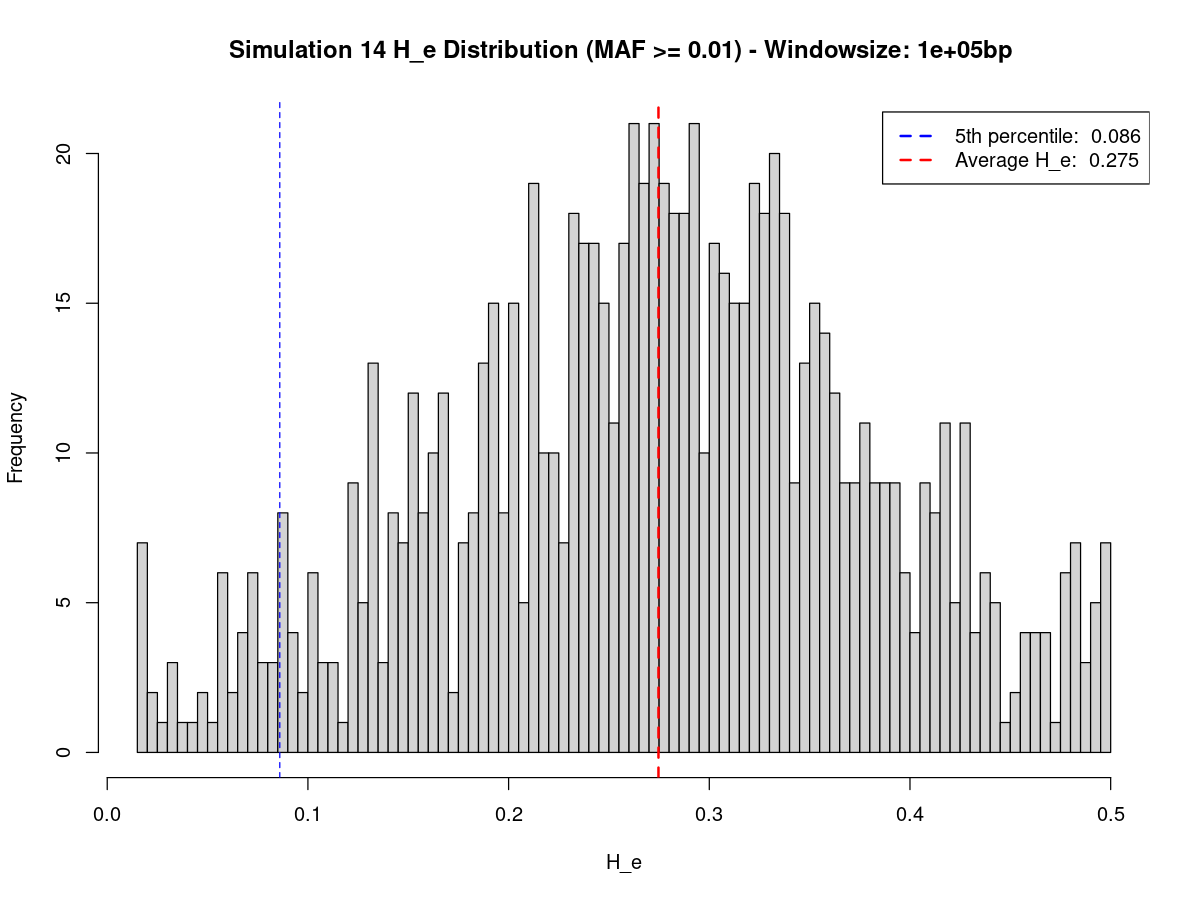 Simulation 14 H_e Distribution (MAF >= 0.01) - Windowsize: 1e+05bp
5th percentile: 0.086
Average H_e: 0.275
Frequency
20
15
10
5
0
0.0 0.1 0.2 0.3 0.4 0.5
H_e